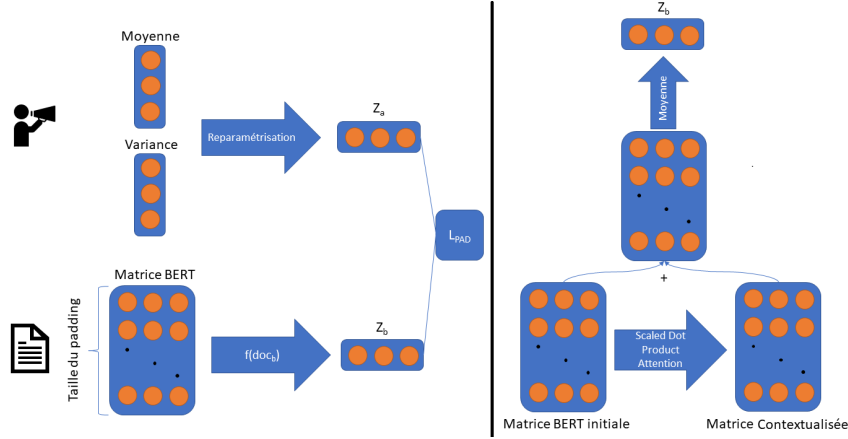 Moyenne
Variance
Reparamétrisation
Z_a
L_PAD
Matrice BERT
Taille du padding
f(doc_b)
Z_b
Z_b
Moyenne
+
Scaled Dot
Product
Attention
Matrice BERT initiale
Matrice Contextualisée